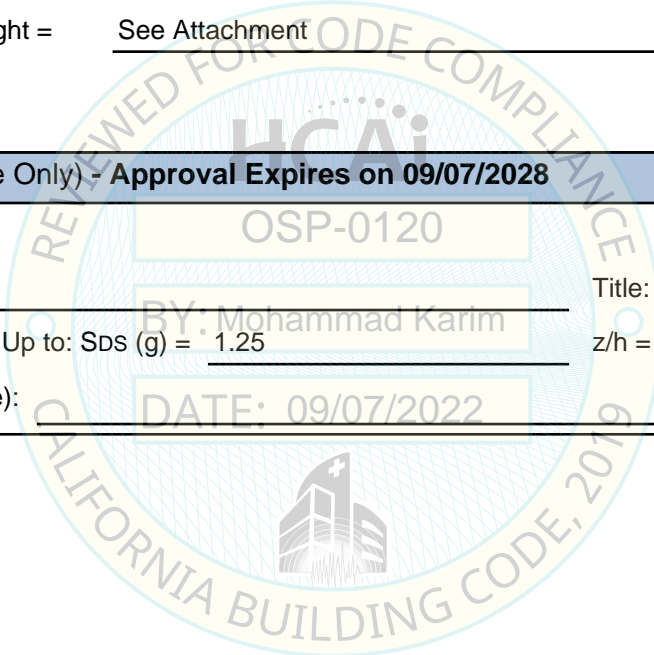 ght = See Attachment
REVIEWED FOR CODE COMPLIANCE
HCAi
e Only) - Approval Expires on 09/07/2028
OSP-0120
Title:
BY: Mohammad Karim
Up to: SDS (g) = 1.25 z/h =
e):
DATE: 09/07/2022
CALIFORNIA BUILDING CODE, 2019